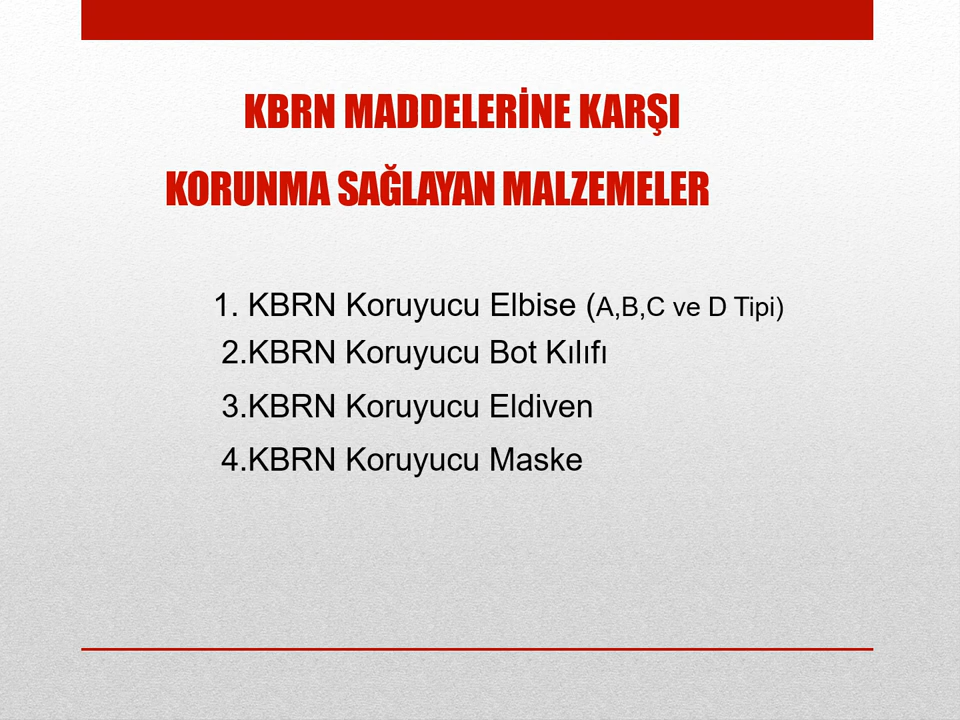 KBRN MADDELERİNE KARŞI
KORUNMA SAĞLAYAN MALZEMELER
1. KBRN Koruyucu Elbise (A,B,C ve D Tipi)
2.KBRN Koruyucu Bot Kılıfı
3.KBRN Koruyucu Eldiven
4.KBRN Koruyucu Maske